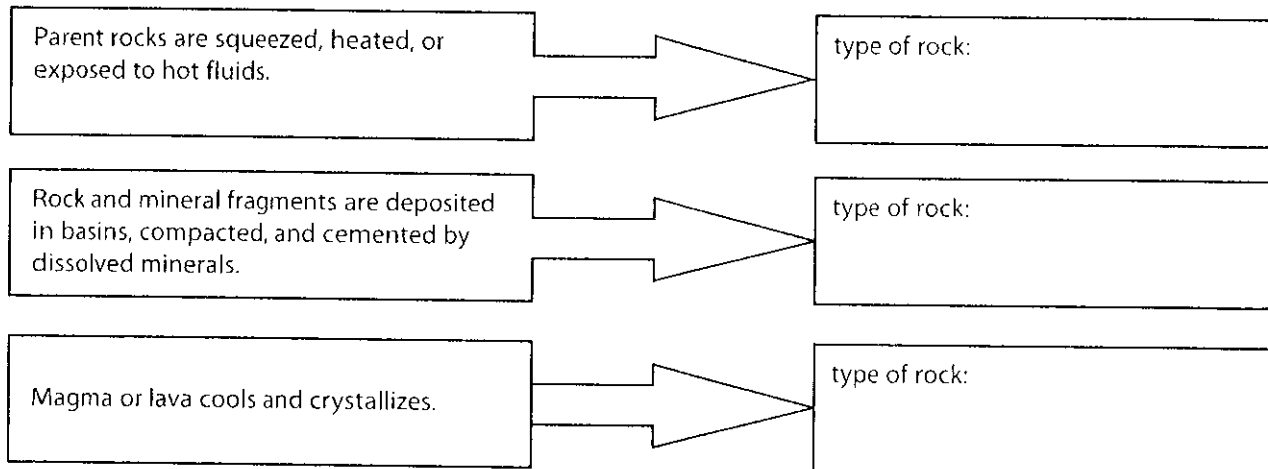 Parent rocks are squeezed, heated, or
exposed to hot fluids.
type of rock:
Rock and mineral fragments are deposited
in basins, compacted, and cemented by
dissolved minerals.
type of rock:
Magma or lava cools and crystallizes.
type of rock: